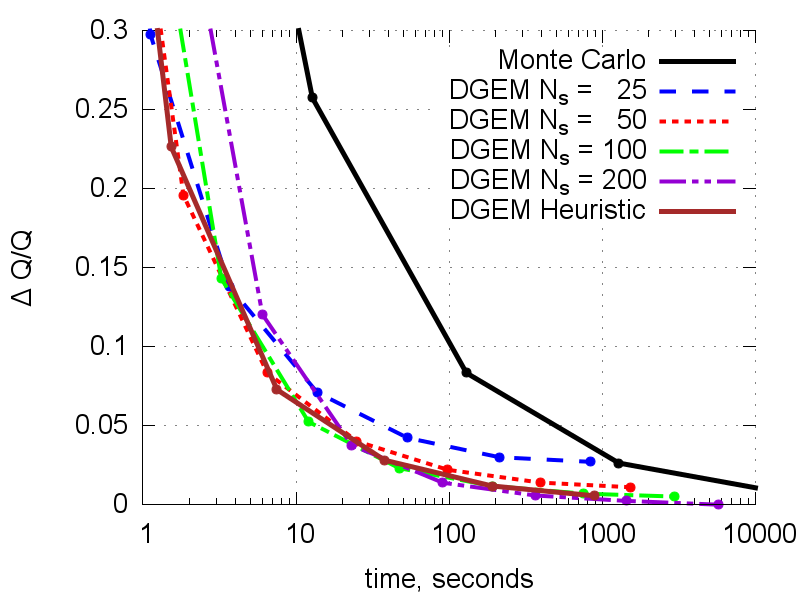 0.3
0.25
0.2
0.15
0.1
0.05
0
Δ Q/Q
Monte Carlo
DGEM Ns = 25
DGEM Ns = 50
DGEM Ns = 100
DGEM Ns = 200
DGEM Heuristic
1 10 100 1000 10000
time, seconds